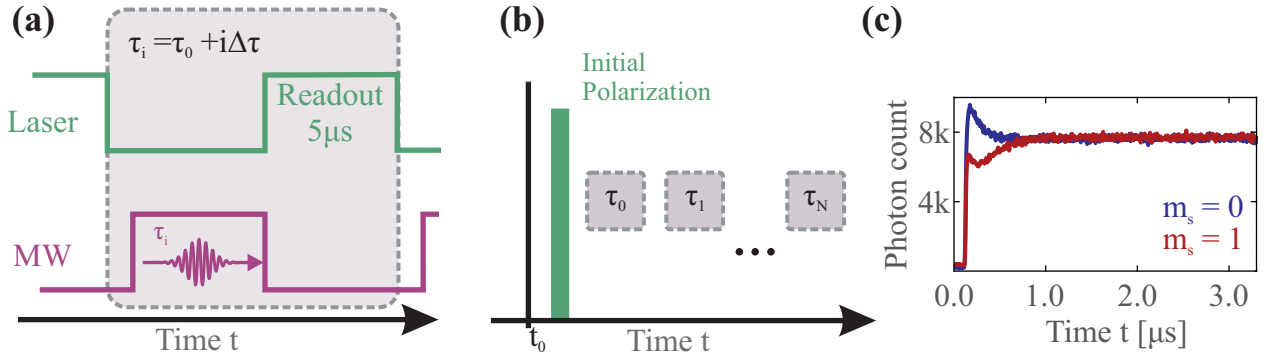 (a)
τi =τ0 +iΔτ
Laser
Readout
5μs
MW
τi
Time t
(b)
Initial
Polarization
τ0
τ1
τN
...
t0
Time t
(c)
Photon count
8k
4k
ms = 0
ms = 1
0.0 1.0 2.0 3.0
Time t [μs]